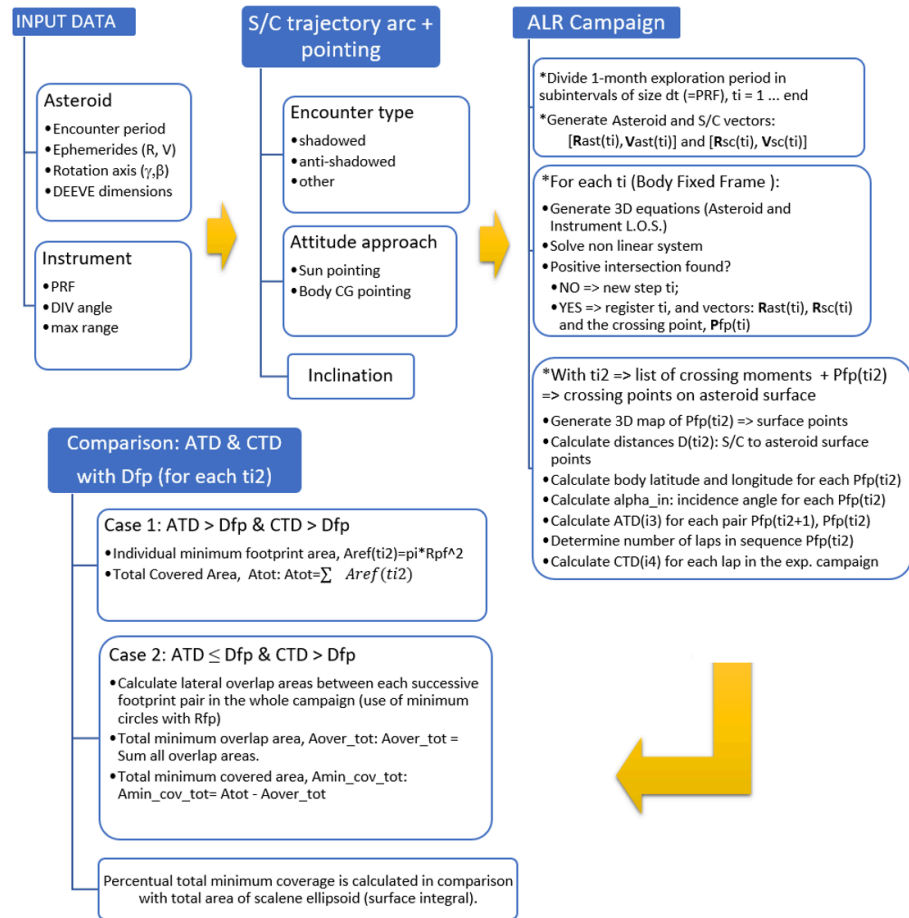 INPUT DATA
Asteroid
•Encounter period
•Ephemerides (R, V)
•Rotation axis (γ,β)
•DEEVE dimensions
Instrument
•PRF
•DIV angle
•max range
S/C trajectory arc +
pointing
Encounter type
•shadowed
•anti-shadowed
•other
Attitude approach
•Sun pointing
•Body CG pointing
Inclination
ALR Campaign
*Divide 1-month exploration period in
subintervals of size dt (=PRF), ti = 1 ... end
*Generate Asteroid and S/C vectors:
[Rast(ti), Vast(ti)] and [Rsc(ti), Vsc(ti)]
*For each ti (Body Fixed Frame ):
•Generate 3D equations (Asteroid and
Instrument L.O.S.)
•Solve non linear system
•Positive intersection found?
•NO => new step ti;
•YES => register ti, and vectors: Rast(ti), Rsc(ti)
and the crossing point, Pfp(ti)
*With ti2 => list of crossing moments + Pfp(ti2)
=> crossing points on asteroid surface
•Generate 3D map of Pfp(ti2) => surface points
•Calculate distances D(ti2): S/C to asteroid surface
points
•Calculate body latitude and longitude for each Pfp(ti2)
•Calculate alpha_in: incidence angle for each Pfp(ti2)
•Calculate ATD(i3) for each pair Pfp(ti2+1), Pfp(ti2)
•Determine number of laps in sequence Pfp(ti2)
•Calculate CTD(i4) for each lap in the exp. campaign
Comparison: ATD & CTD
with Dfp (for each ti2)
Case 1: ATD > Dfp & CTD > Dfp
•Individual minimum footprint area, Aref(ti2)=pi*Rpf^2
•Total Covered Area, Atot: Atot=∑ Aref(ti2)
Case 2: ATD ≤ Dfp & CTD > Dfp
•Calculate lateral overlap areas between each successive
footprint pair in the whole campaign (use of minimum
circles with Rfp)
•Total minimum overlap area, Aover_tot: Aover_tot =
Sum all overlap areas.
•Total minimum covered area, Amin_cov_tot:
Amin_cov_tot= Atot - Aover_tot
Percentual total minimum coverage is calculated in comparison
with total area of scalene ellipsoid (surface integral).